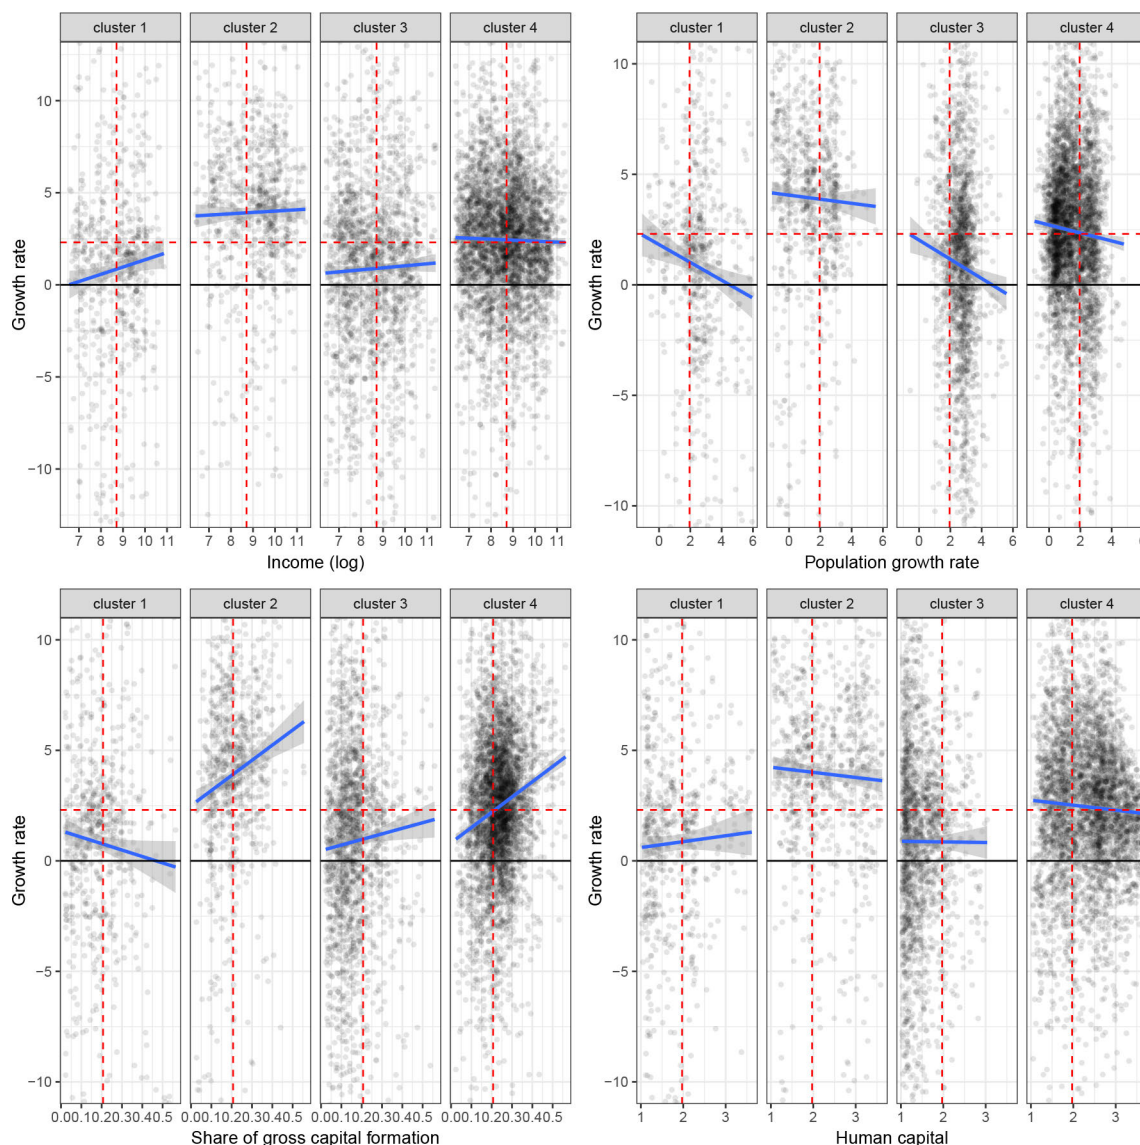 cluster 1 cluster 2 cluster 3 cluster 4
10
5
0
−5
−10
Growth rate
7 8 9 10 11 7 8 9 10 11 7 8 9 10 11 7 8 9 10 11
Income (log)
cluster 1 cluster 2 cluster 3 cluster 4
10
5
0
−5
−10
Growth rate
0 2 4 6 0 2 4 6 0 2 4 6 0 2 4 6
Population growth rate
cluster 1 cluster 2 cluster 3 cluster 4
10
5
0
−5
−10
Growth rate
0.00.10.20.30.40.5 0.00.10.20.30.40.5 0.00.10.20.30.40.5 0.00.10.20.30.40.5
Share of gross capital formation
cluster 1 cluster 2 cluster 3 cluster 4
10
5
0
−5
−10
Growth rate
1 2 3 1 2 3 1 2 3 1 2 3
Human capital